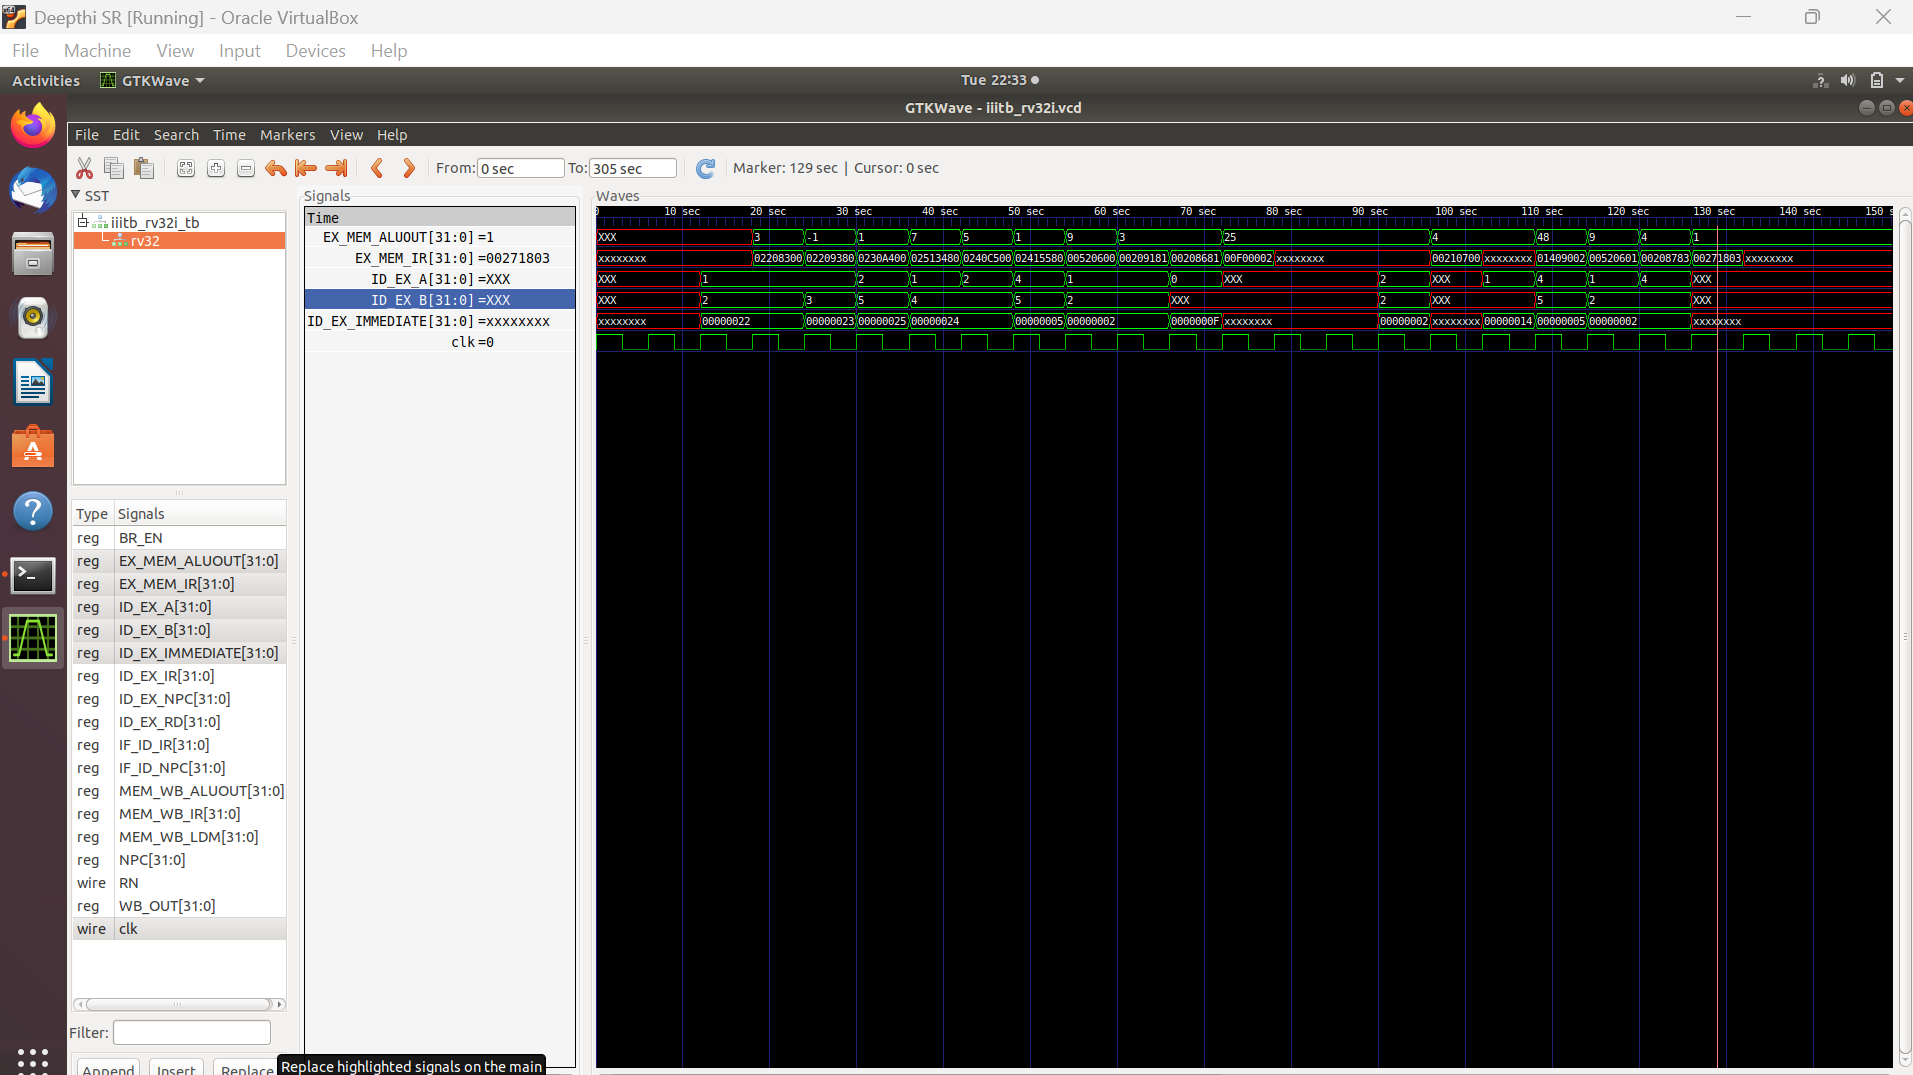 Deepthi SR [Running] - Oracle VirtualBox
File Machine View Input Devices Help
Activities GTKWave Tue 22:33
GTKWave - iiitb_rv32i.vcd
File Edit Search Time Markers View Help
From: 0 sec To: 305 sec Marker: 129 sec | Cursor: 0 sec
SST
iiitb_rv32i_tb
rv32
Type Signals
reg BR_EN
reg EX_MEM_ALUOUT[31:0]
reg EX_MEM_IR[31:0]
reg ID_EX_A[31:0]
reg ID_EX_B[31:0]
reg ID_EX_IMMEDIATE[31:0]
reg ID_EX_IR[31:0]
reg ID_EX_NPC[31:0]
reg ID_EX_RD[31:0]
reg IF_ID_IR[31:0]
reg IF_ID_NPC[31:0]
reg MEM_WB_ALUOUT[31:0]
reg MEM_WB_IR[31:0]
reg MEM_WB_LDM[31:0]
reg NPC[31:0]
wire RN
reg WB_OUT[31:0]
wire clk
Filter:
Append Insert Replace
Replace highlighted signals on the main
Signals
Time
EX_MEM_ALUOUT[31:0] =1
EX_MEM_IR[31:0] =00271803
ID_EX_A[31:0] =XXX
ID_EX_B[31:0] =XXX
ID_EX_IMMEDIATE[31:0] =xxxxxxxx
clk =0
Waves
0 10 sec 20 sec 30 sec 40 sec 50 sec 60 sec 70 sec 80 sec 90 sec 100 sec 110 sec 120 sec 130 sec 140 sec 150 s
XXX 3 -1 1 7 5 1 9 3 25 4 48 9 4 1
xxxxxxxx 02208300 02209380 0230A400 02513480 0240C500 02415580 00520600 00209181 00208681 00F00002 xxxxxxxx 00210700 xxxxxxxx 01409002 00520601 00208783 00271803 xxxxxxxx
XXX 1 2 1 2 4 1 0 XXX 2 XXX 1 4 1 4 XXX
XXX 2 3 5 4 5 2 XXX 2 XXX 5 2 XXX
xxxxxxxx 00000022 00000023 00000025 00000024 00000005 00000002 0000000F xxxxxxxx 00000002 xxxxxxxx 00000014 00000005 00000002 xxxxxxxx